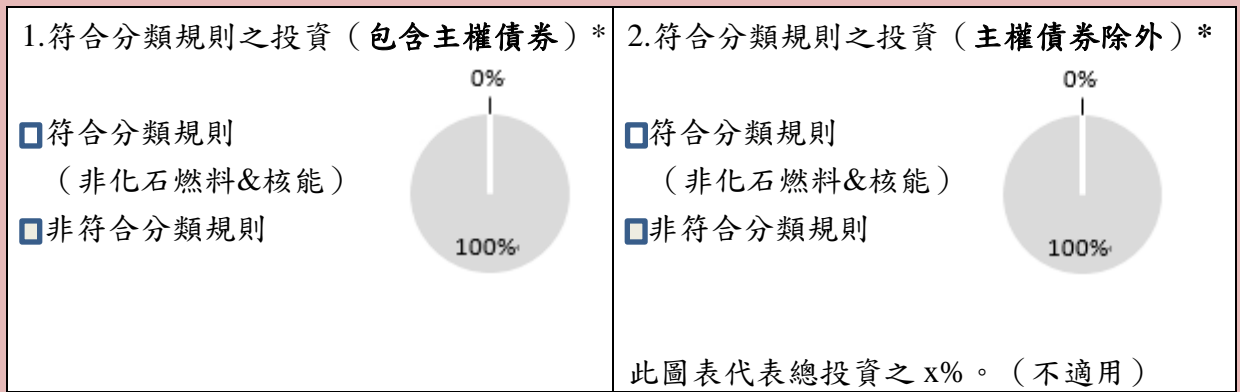 1.符合分類規則之投資（包含主權債券）*
0%
符合分類規則
（非化石燃料&核能）
非符合分類規則
100%
2.符合分類規則之投資（主權債券除外）*
0%
符合分類規則
（非化石燃料&核能）
非符合分類規則
100%
此圖表代表總投資之 x%。（不適用）